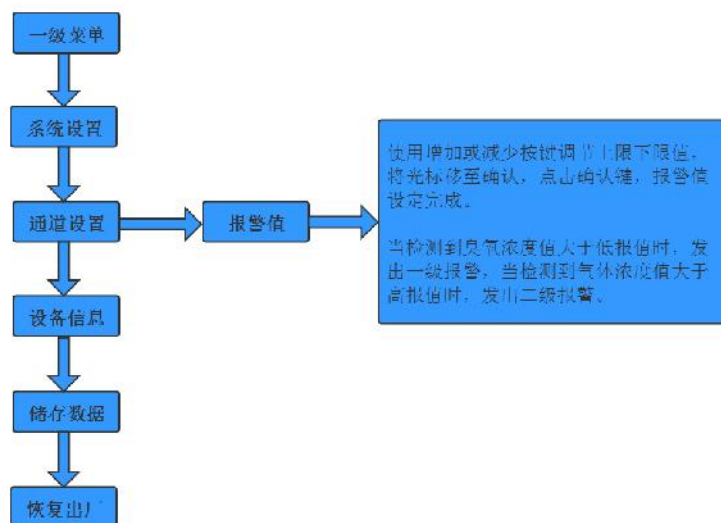 一级菜单
系统设置
通道设置
报警值
使用增加或减少按键调节上限下限值，
将光标移至确认，点击确认键，报警值
设定完成。
当检测到臭氧浓度值大于低报值时，发
出一级报警，当检测到气体浓度值大于
高报值时，发出二级报警。
设备信息
储存数据
恢复出厂